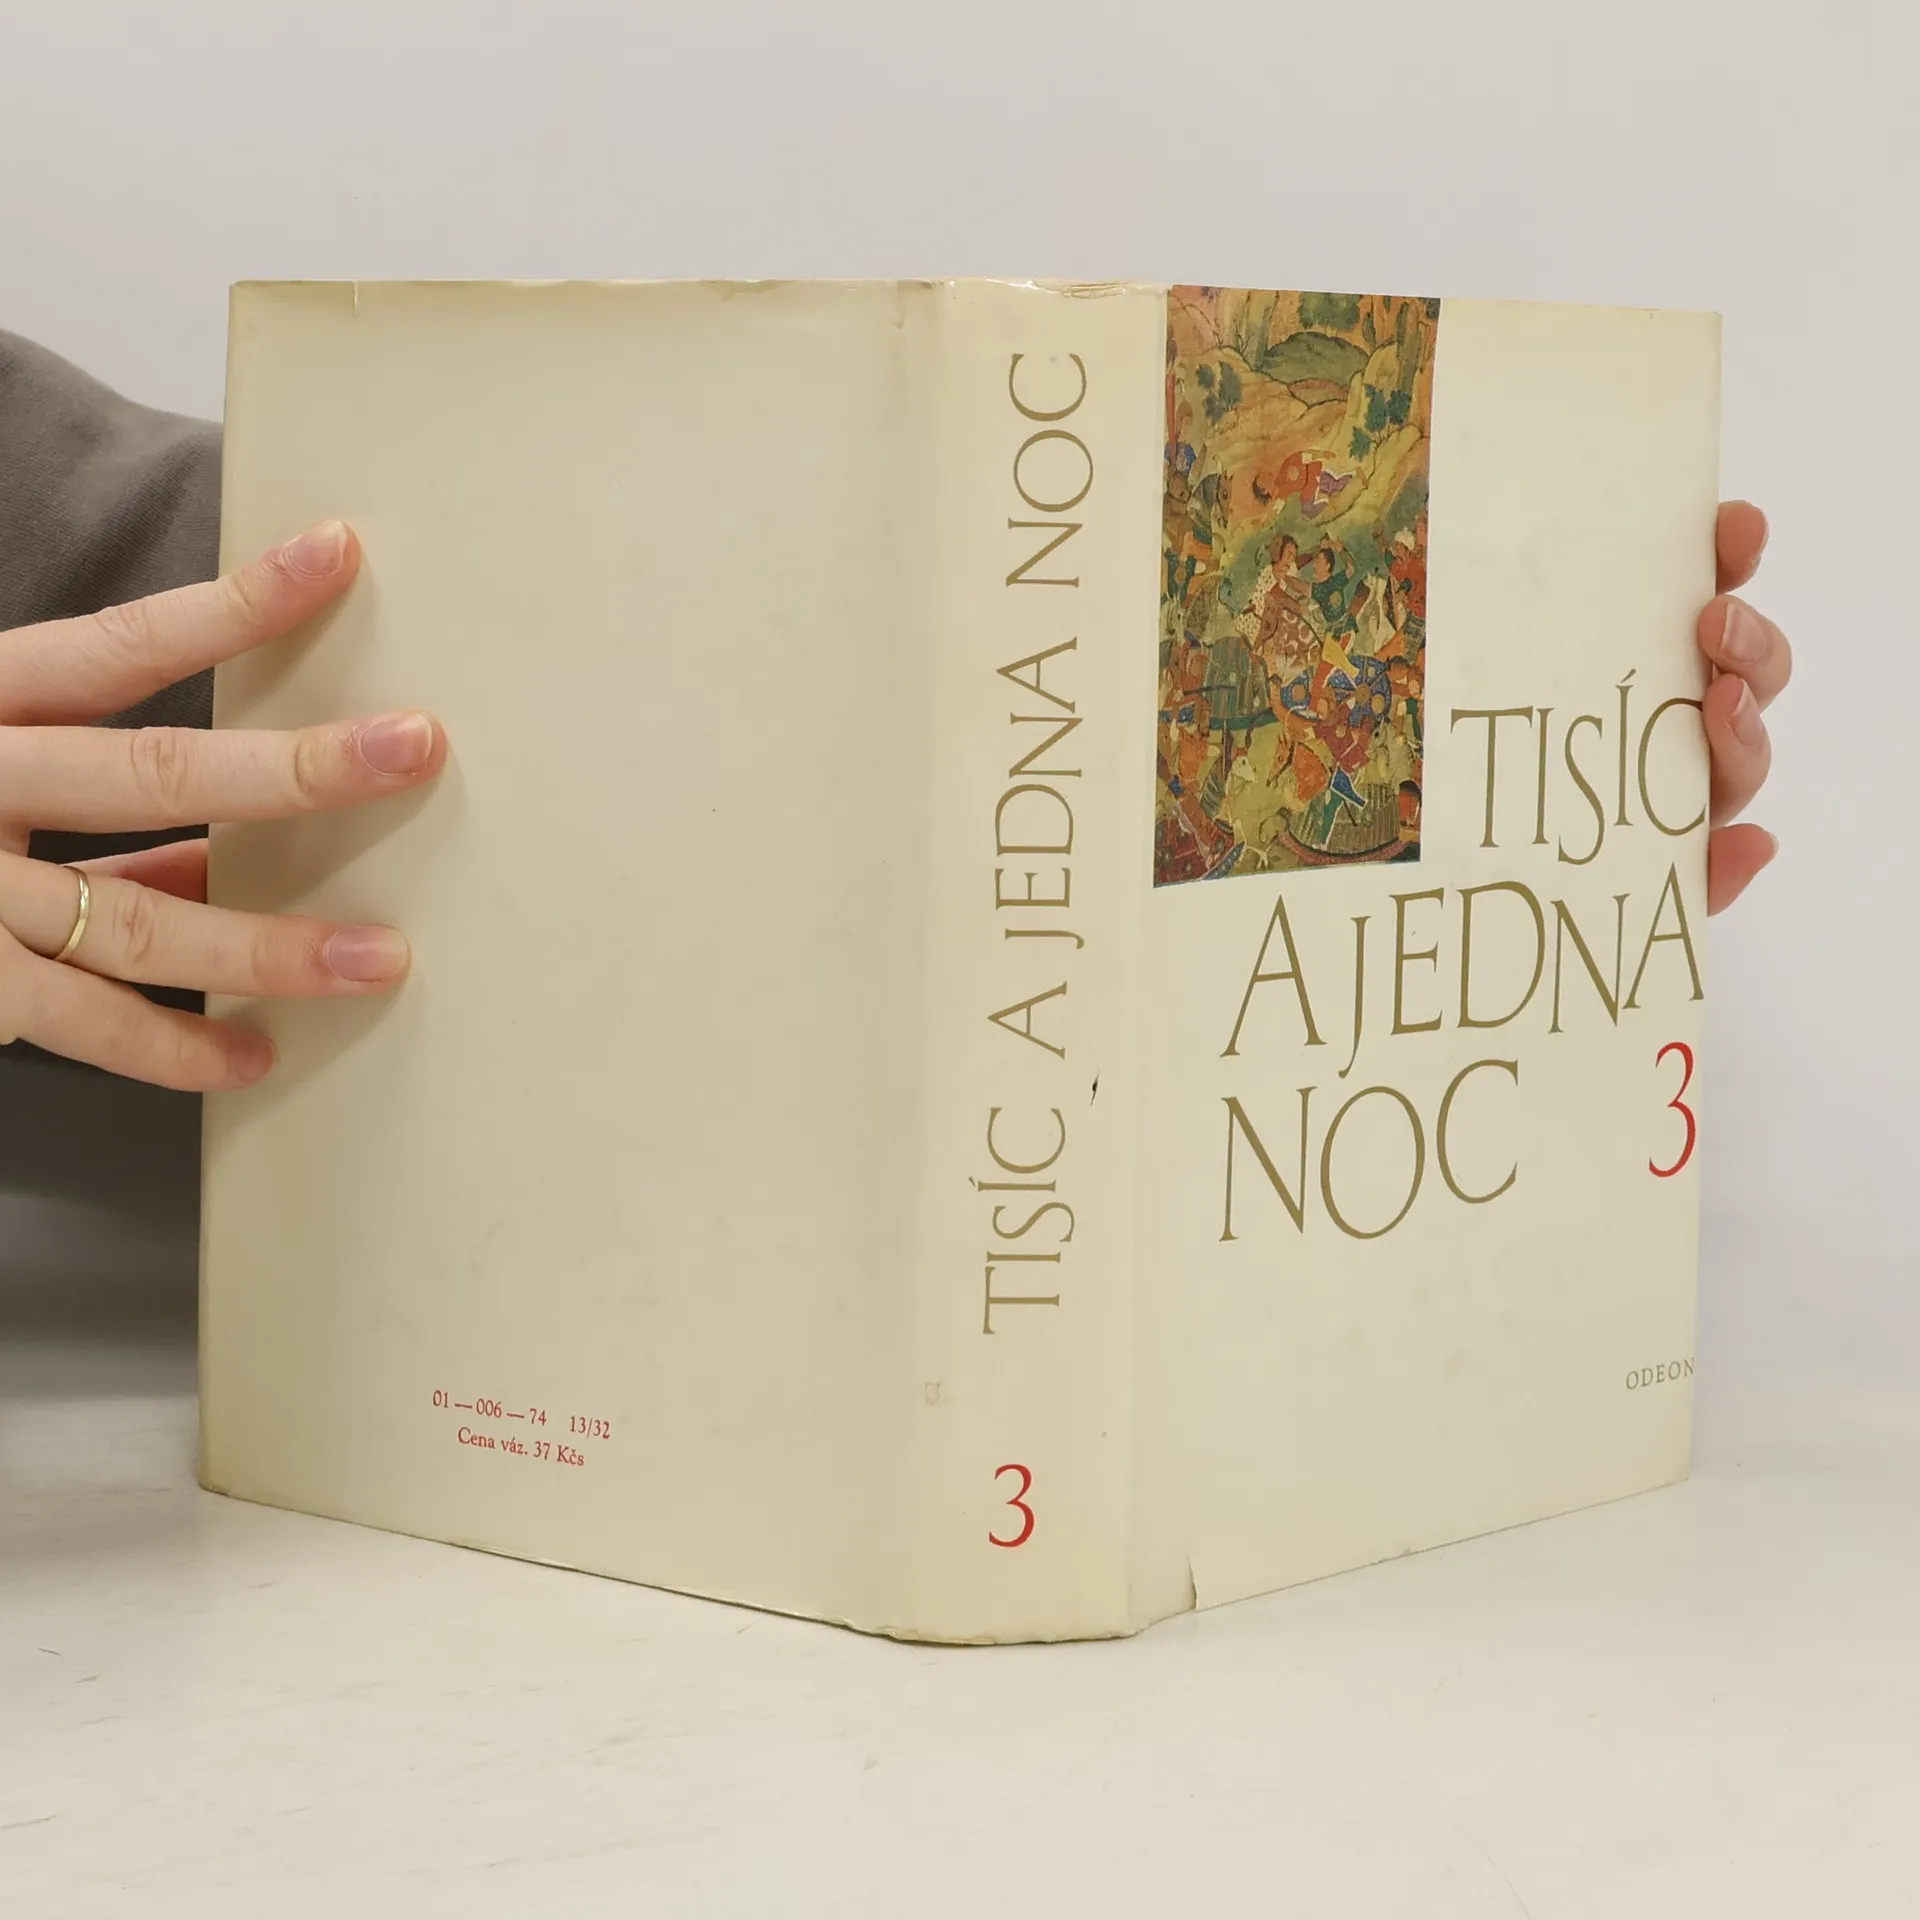 01 — 006 — 74 13/32
Cena váz. 37 Kčs
TISÍC A JEDNA NOC
3
TISÍC
A JEDNA
NOC 3
ODEON